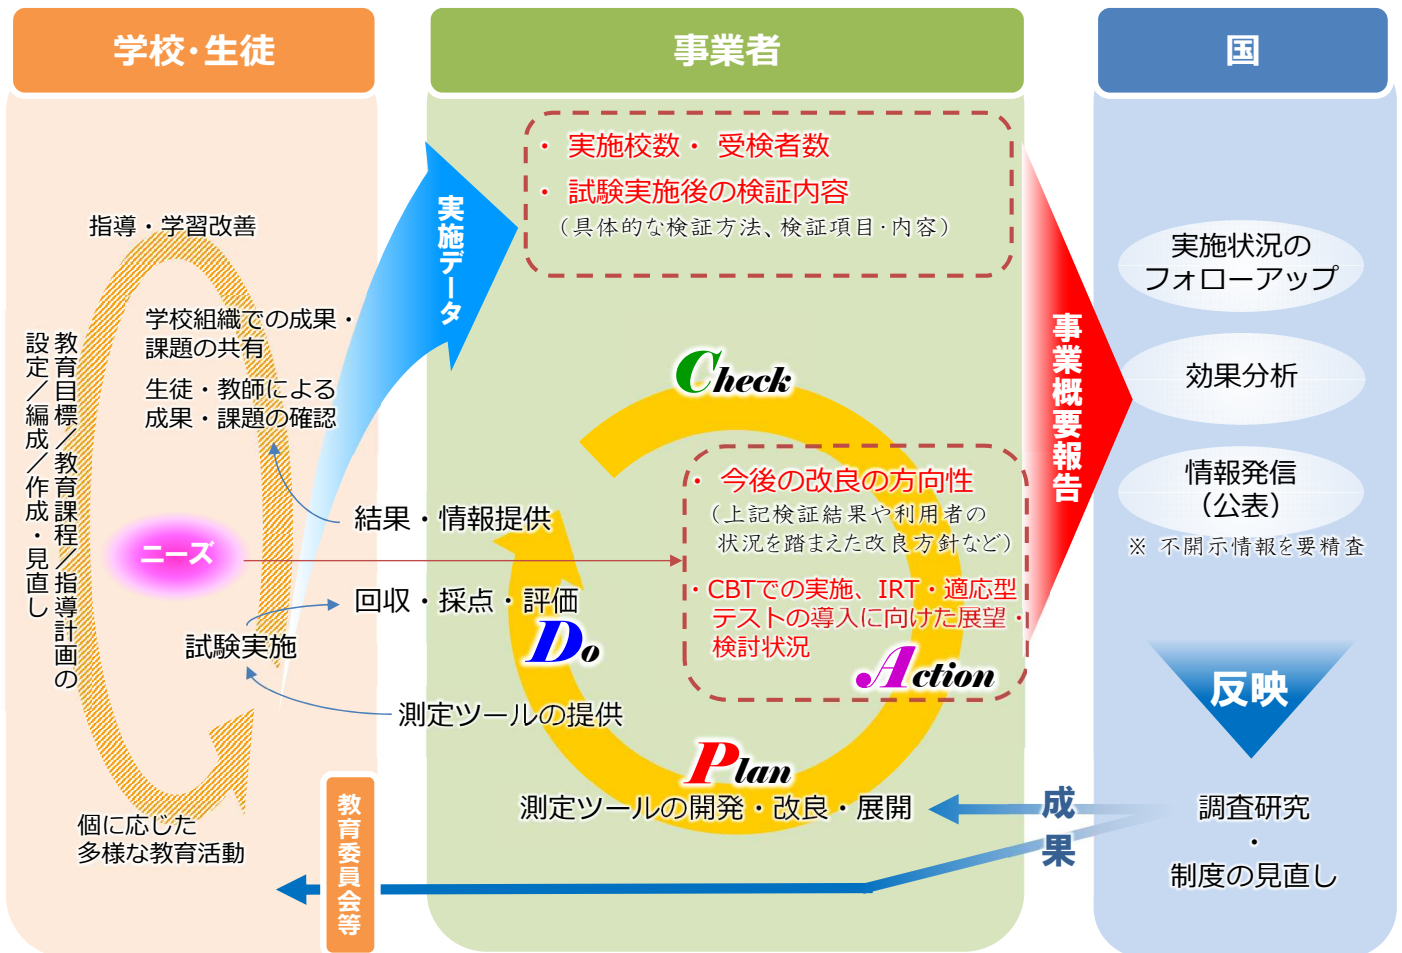 学校・生徒
事業者
国
・ 実施校数・ 受検者数
・ 試験実施後の検証内容
（具体的な検証方法、検証項目・内容）
実施データ
指導・学習改善
学校組織での成果・
課題の共有
生徒・教師による
成果・課題の確認
教育目標／教育課程／指導計画の
設定／編成／作成・見直し
ニーズ
試験実施
個に応じた
多様な教育活動
教育委員会等
結果・情報提供
回収・採点・評価
測定ツールの提供
Check
・ 今後の改良の方向性
（上記検証結果や利用者の
状況を踏まえた改良方針など）
・CBTでの実施、IRT・適応型
テストの導入に向けた展望・
検討状況
Do
Action
Plan
測定ツールの開発・改良・展開
事業概要報告
実施状況の
フォローアップ
効果分析
情報発信
（公表）
※ 不開示情報を要精査
反映
成果
調査研究
・
制度の見直し